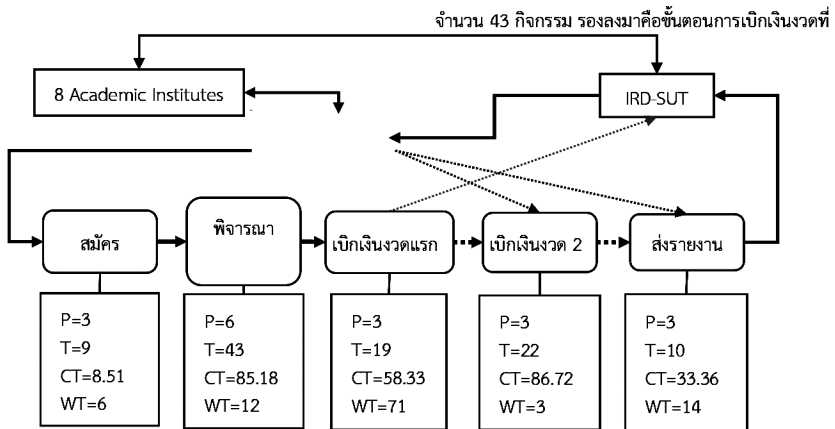 จำนวน 43 กิจกรรม รองลงมาคือขั้นตอนการเบิกเงินงวดที่
8 Academic Institutes
IRD-SUT
สมัคร
พิจารณา
เบิกเงินงวดแรก
เบิกเงินงวด 2
ส่งรายงาน
P=3
T=9
CT=8.51
WT=6
P=6
T=43
CT=85.18
WT=12
P=3
T=19
CT=58.33
WT=71
P=3
T=22
CT=86.72
WT=3
P=3
T=10
CT=33.36
WT=14